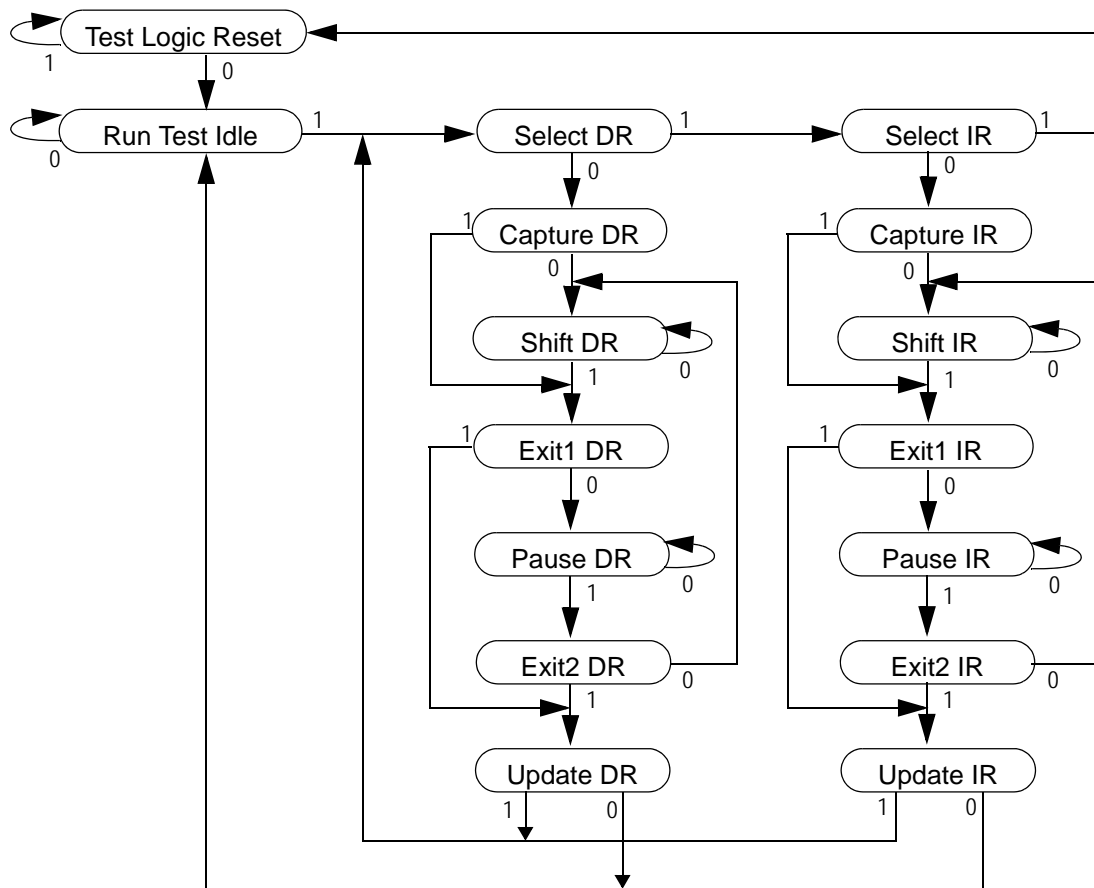 Test Logic Reset
1
0
Run Test Idle
1
0
Select DR
1
0
Select IR
1
0
1
Capture DR
0
1
Capture IR
0
Shift DR
0
1
Shift IR
0
1
1
Exit1 DR
0
1
Exit1 IR
0
Pause DR
0
1
Pause IR
0
1
Exit2 DR
0
1
Exit2 IR
0
1
Update DR
1
0
Update IR
1
0